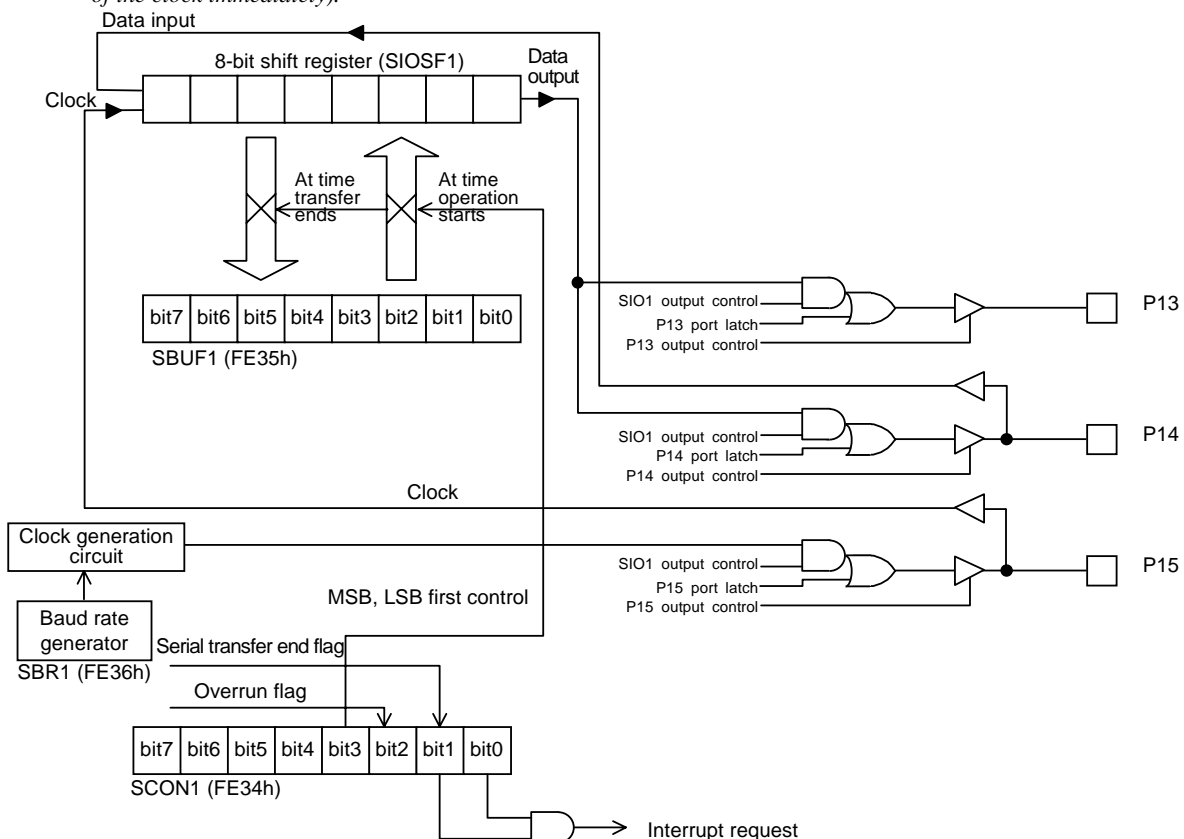 of the clock immediately).
Data input
8-bit shift register (SIOSF1)
Data
output
Clock
At time
transfer
ends
At time
operation
starts
bit7 bit6 bit5 bit4 bit3 bit2 bit1 bit0
SBUF1 (FE35h)
SIO1 output control
P13 port latch
P13 output control
P13
SIO1 output control
P14 port latch
P14 output control
P14
Clock
Clock generation
circuit
SIO1 output control
P15 port latch
P15 output control
P15
Baud rate
generator
SBR1 (FE36h)
MSB, LSB first control
Serial transfer end flag
Overrun flag
bit7 bit6 bit5 bit4 bit3 bit2 bit1 bit0
SCON1 (FE34h)
Interrupt request